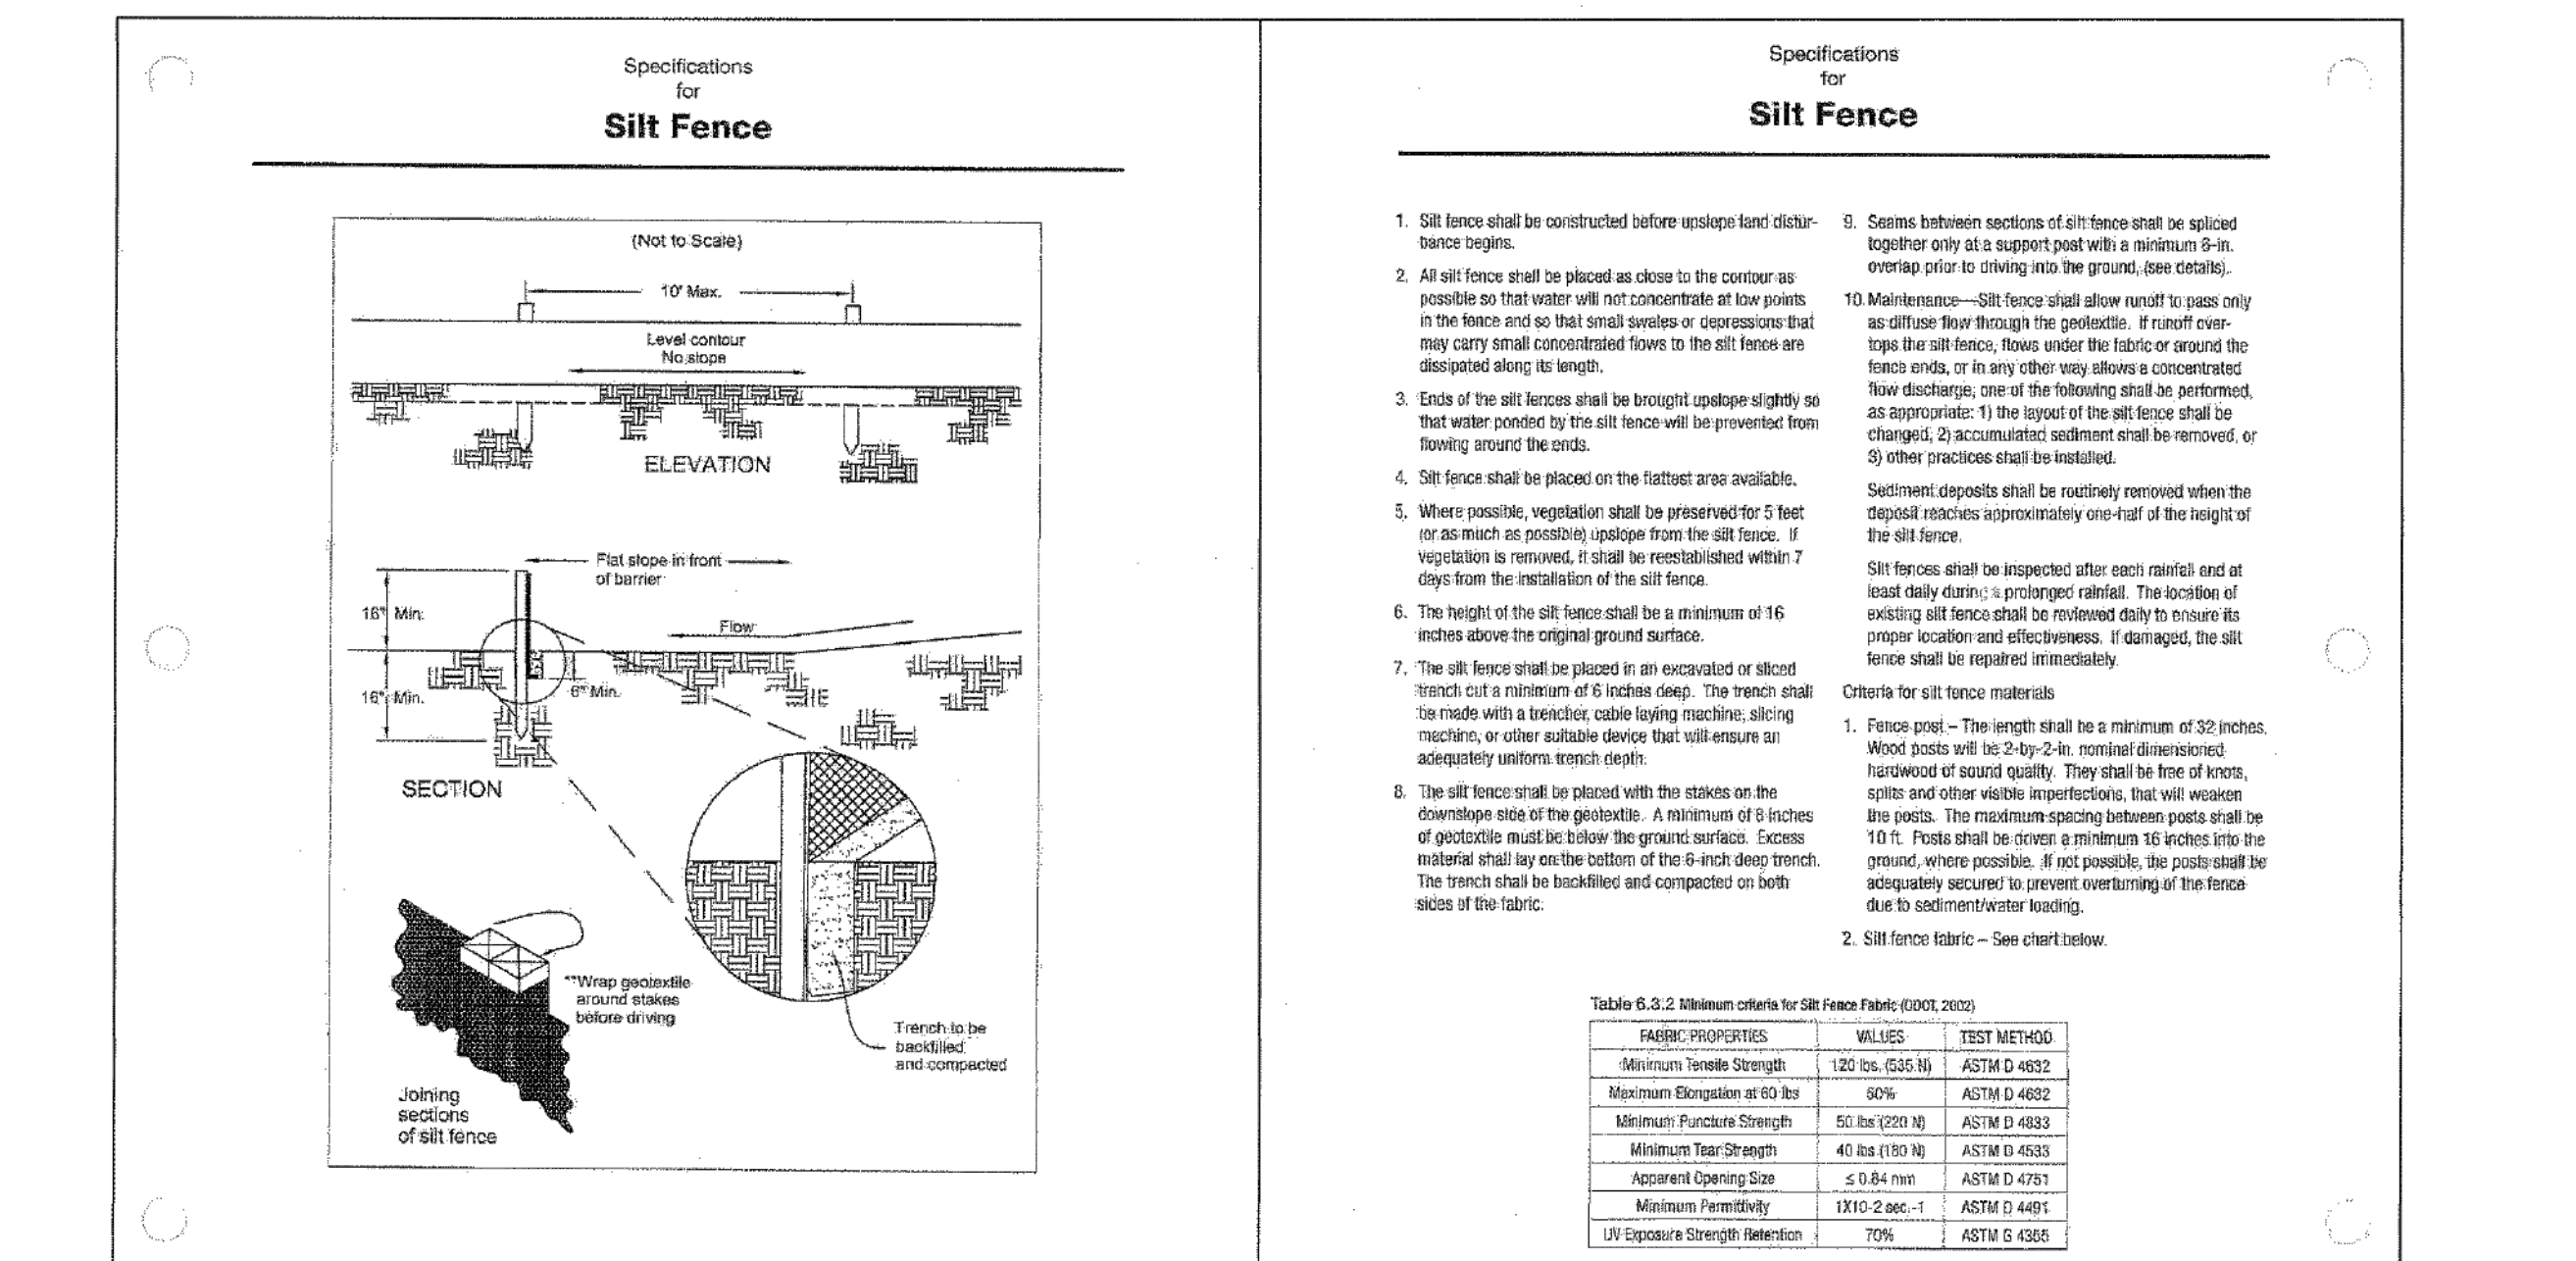 Specifications
for
Silt Fence
(Not to Scale)
10' Max.
Level contour
No slope
ELEVATION
Flat slope in front
of barrier
16" Min.
Flow
6" Min.
16" Min.
SECTION
**Wrap geotextile
around stakes
before driving
Trench to be
backfilled
and compacted
Joining
sections
of silt fence
Specifications
for
Silt Fence
1. Silt fence shall be constructed before upslope land distur-
bance begins.
2. All silt fence shall be placed as close to the contour as
possible so that water will not concentrate at low points
in the fence and so that small swales or depressions that
may carry small concentrated flows to the silt fence are
dissipated along its length.
3. Ends of the silt fences shall be brought upslope slightly so
that water ponded by the silt fence will be prevented from
flowing around the ends.
4. Silt fence shall be placed on the flattest area available.
5. Where possible, vegetation shall be preserved for 5 feet
(or as much as possible) upslope from the silt fence. If
vegetation is removed, it shall be reestablished within 7
days from the installation of the silt fence.
6. The height of the silt fence shall be a minimum of 16
inches above the original ground surface.
7. The silt fence shall be placed in an excavated or sliced
trench cut a minimum of 6 inches deep. The trench shall
be made with a trencher, cable laying machine, slicing
machine, or other suitable device that will ensure an
adequately uniform trench depth.
8. The silt fence shall be placed with the stakes on the
downslope side of the geotextile. A minimum of 8 inches
of geotextile must be below the ground surface. Excess
material shall lay on the bottom of the 6-inch deep trench.
The trench shall be backfilled and compacted on both
sides of the fabric.
9. Seams between sections of silt fence shall be spliced
together only at a support post with a minimum 6-in.
overlap prior to driving into the ground, (see details).
10. Maintenance—Silt fence shall allow runoff to pass only
as diffuse flow through the geotextile. If runoff over-
tops the silt fence, flows under the fabric or around the
fence ends, or in any other way allows a concentrated
flow discharge, one of the following shall be performed,
as appropriate: 1) the layout of the silt fence shall be
changed, 2) accumulated sediment shall be removed, or
3) other practices shall be installed.
Sediment deposits shall be routinely removed when the
deposit reaches approximately one-half of the height of
the silt fence.
Silt fences shall be inspected after each rainfall and at
least daily during a prolonged rainfall. The location of
existing silt fence shall be reviewed daily to ensure its
proper location and effectiveness. If damaged, the silt
fence shall be repaired immediately.
Criteria for silt fence materials
1. Fence post – The length shall be a minimum of 32 inches.
Wood posts will be 2-by-2-in. nominal dimensioned
hardwood of sound quality. They shall be free of knots,
splits and other visible imperfections, that will weaken
the posts. The maximum spacing between posts shall be
10 ft. Posts shall be driven a minimum 16 inches into the
ground, where possible. If not possible, the posts shall be
adequately secured to prevent overturning of the fence
due to sediment/water loading.
2. Silt fence fabric – See chart below.
Table 6.3.2 Minimum criteria for Silt Fence Fabric (ODOT, 2002)
FABRIC PROPERTIES VALUES TEST METHOD
Minimum Tensile Strength 120 lbs. (535 N) ASTM D 4632
Maximum Elongation at 60 lbs 50% ASTM D 4632
Minimum Puncture Strength 50 lbs (220 N) ASTM D 4833
Minimum Tear Strength 40 lbs (180 N) ASTM D 4533
Apparent Opening Size ≤ 0.84 mm ASTM D 4751
Minimum Permittivity 1X10-2 sec.-1 ASTM D 4491
UV Exposure Strength Retention 70% ASTM G 4355